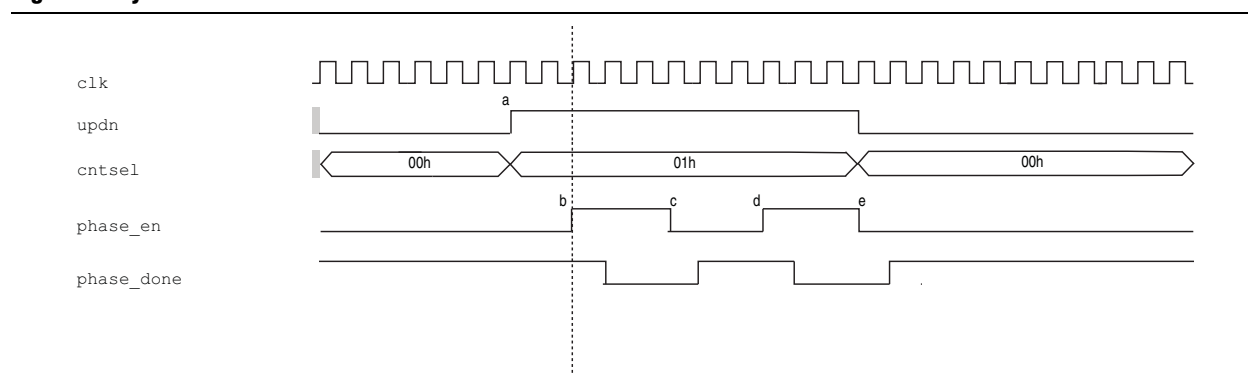 clk
a
updn
cntsel 00h 01h 00h
b c d e
phase_en
phase_done